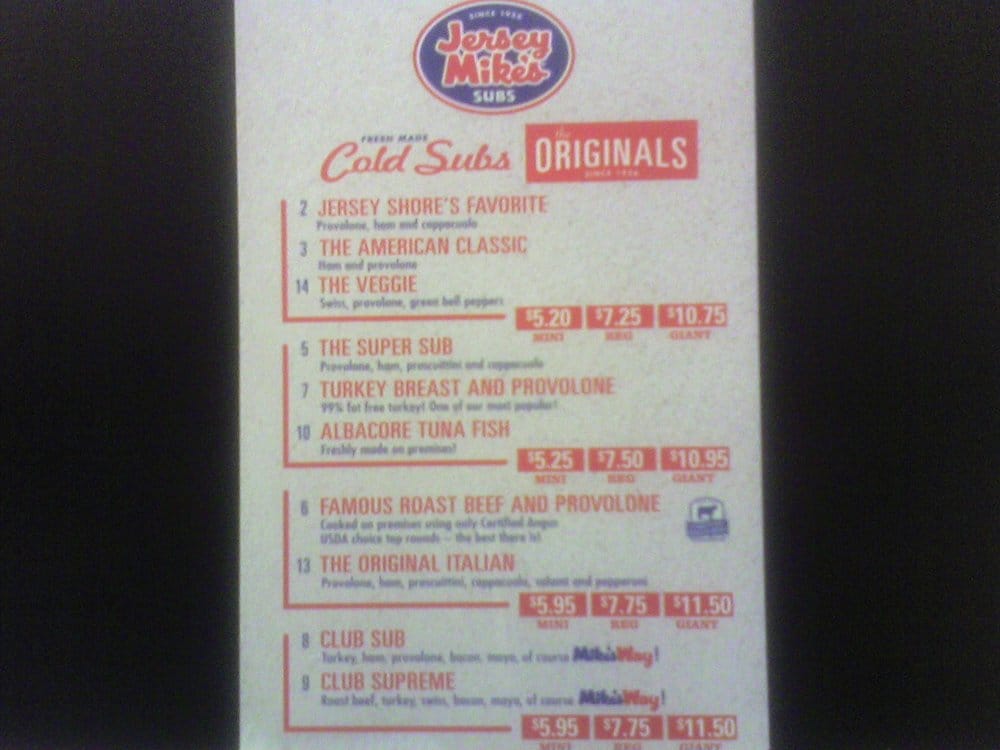 SINCE 1956
Jersey
Mike's
SUBS
FRESH MADE
Cold Subs
the
ORIGINALS
SINCE 1956
2 JERSEY SHORE'S FAVORITE
Provolone, ham and cappacuolo
3 THE AMERICAN CLASSIC
Ham and provolone
14 THE VEGGIE
Swiss, provolone, green bell peppers
$5.20 $7.25 $10.75
MINI REG GIANT
5 THE SUPER SUB
Provolone, ham, prosciuttini and cappacuolo
7 TURKEY BREAST AND PROVOLONE
99% fat free turkey! One of our most popular!
10 ALBACORE TUNA FISH
Freshly made on premises!
$5.25 $7.50 $10.95
MINI REG GIANT
6 FAMOUS ROAST BEEF AND PROVOLONE
Cooked on premises using only Certified Angus
USDA choice top rounds – the best there is!
13 THE ORIGINAL ITALIAN
Provolone, ham, prosciuttini, cappacuolo, salami and pepperoni
$5.95 $7.75 $11.50
MINI REG GIANT
8 CLUB SUB
Turkey, ham, provolone, bacon, mayo, of course Mike's Way!
9 CLUB SUPREME
Roast beef, turkey, swiss, bacon, mayo, of course Mike's Way!
$5.95 $7.75 $11.50
MINI REG GIANT